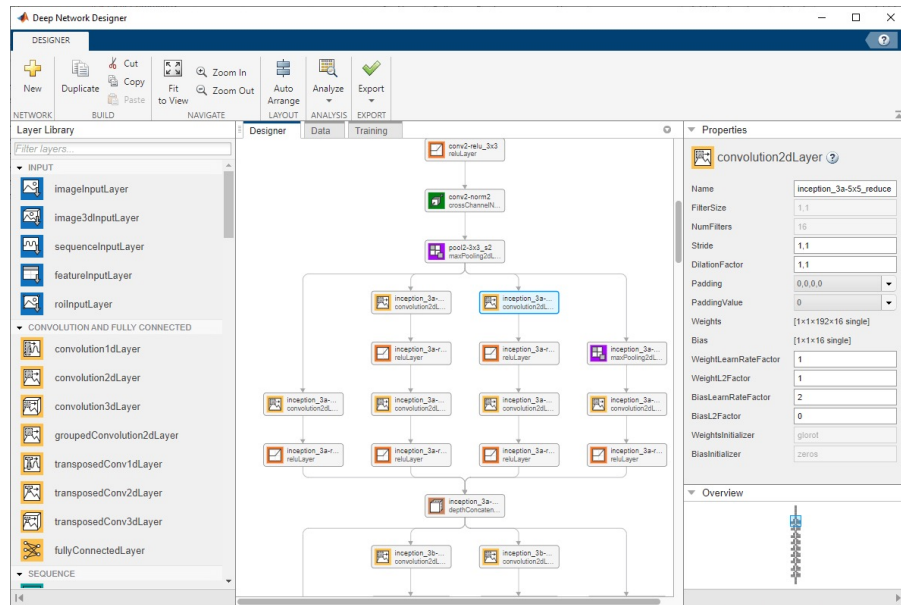 Deep Network Designer
DESIGNER
New
Duplicate
Cut
Copy
Paste
Fit
to View
Zoom In
Zoom Out
Auto
Arrange
Analyze
Export
NETWORK
BUILD
NAVIGATE
LAYOUT
ANALYSIS
EXPORT
Layer Library
Filter layers...
INPUT
imageInputLayer
image3dInputLayer
sequenceInputLayer
featureInputLayer
roiInputLayer
CONVOLUTION AND FULLY CONNECTED
convolution1dLayer
convolution2dLayer
convolution3dLayer
groupedConvolution2dLayer
transposedConv1dLayer
transposedConv2dLayer
transposedConv3dLayer
fullyConnectedLayer
SEQUENCE
Designer Data Training
conv2-relu_3x3
reluLayer
conv2-norm2
crossChannelN...
pool2-3x3_s2
maxPooling2dL...
inception_3a-... inception_3a-...
convolution2dL... convolution2dL...
inception_3a-r... inception_3a-r... inception_3a-...
reluLayer reluLayer maxPooling2dL...
inception_3a-... inception_3a-... inception_3a-... inception_3a-...
convolution2dL... convolution2dL... convolution2dL... convolution2dL...
inception_3a-r... inception_3a-r... inception_3a-r... inception_3a-r...
reluLayer reluLayer reluLayer reluLayer
inception_3a-...
depthConcaten...
inception_3b-... inception_3b-...
convolution2dL... convolution2dL...
Properties
convolution2dLayer ?
Name inception_3a-5x5_reduce
FilterSize 1,1
NumFilters 16
Stride 1,1
DilationFactor 1,1
Padding 0,0,0,0
PaddingValue 0
Weights [1×1×192×16 single]
Bias [1×1×16 single]
WeightLearnRateFactor 1
WeightL2Factor 1
BiasLearnRateFactor 2
BiasL2Factor 0
WeightsInitializer glorot
BiasInitializer zeros
Overview